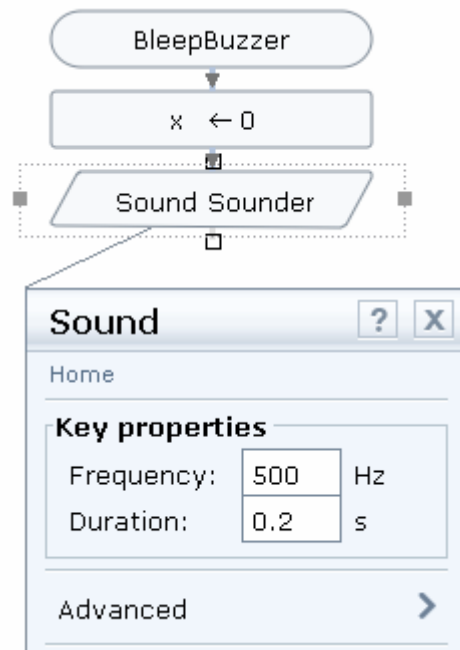 BleepBuzzer
x ← 0
Sound Sounder
Sound ? X
Home
Key properties
Frequency: 500 Hz
Duration: 0.2 s
Advanced